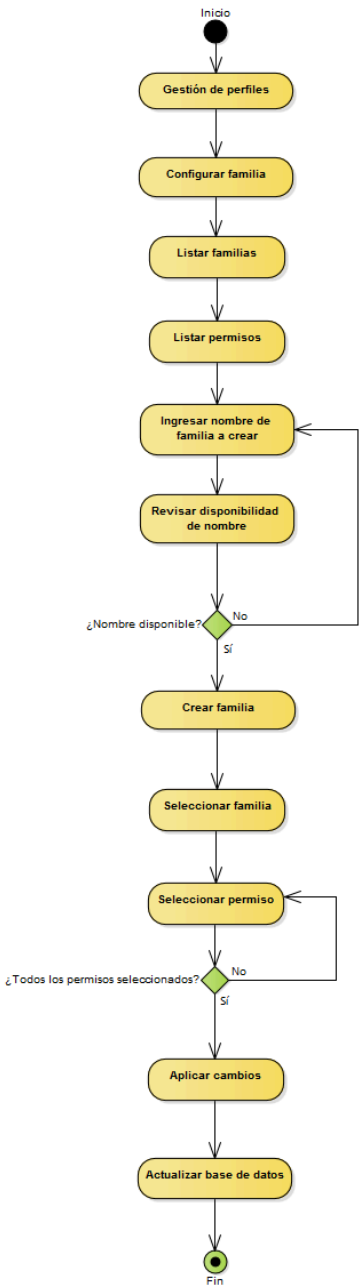 Inicio
Gestión de perfiles
Configurar familia
Listar familias
Listar permisos
Ingresar nombre de
familia a crear
Revisar disponibilidad
de nombre
¿Nombre disponible?
No
Sí
Crear familia
Seleccionar familia
Seleccionar permiso
¿Todos los permisos seleccionados?
No
Sí
Aplicar cambios
Actualizar base de datos
Fin